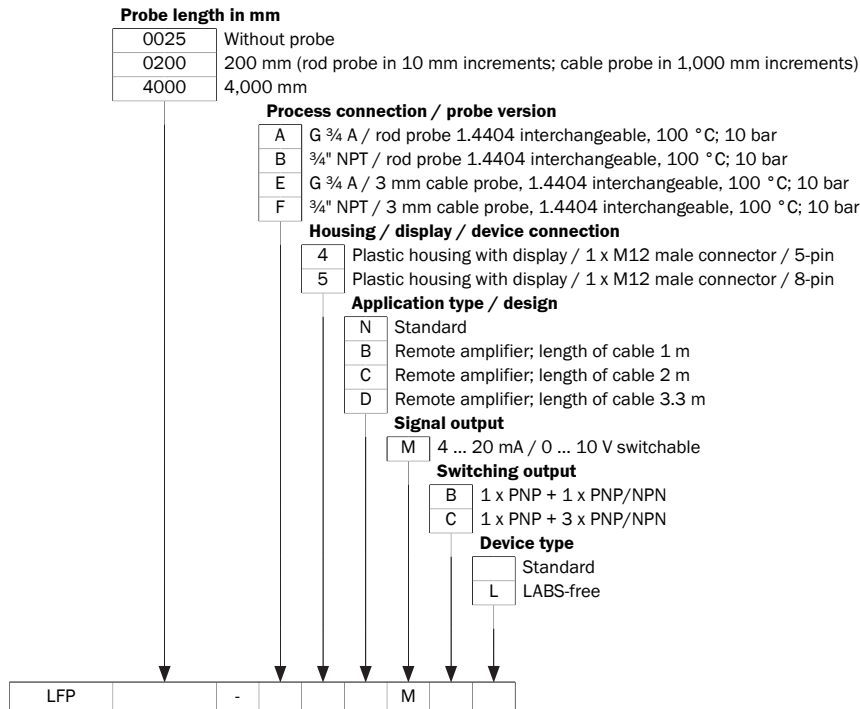 Probe length in mm
0025 Without probe
0200 200 mm (rod probe in 10 mm increments; cable probe in 1,000 mm increments)
4000 4,000 mm
Process connection / probe version
A G ¾ A / rod probe 1.4404 interchangeable, 100 °C; 10 bar
B ¾" NPT / rod probe 1.4404 interchangeable, 100 °C; 10 bar
E G ¾ A / 3 mm cable probe, 1.4404 interchangeable, 100 °C; 10 bar
F ¾" NPT / 3 mm cable probe, 1.4404 interchangeable, 100 °C; 10 bar
Housing / display / device connection
4 Plastic housing with display / 1 x M12 male connector / 5-pin
5 Plastic housing with display / 1 x M12 male connector / 8-pin
Application type / design
N Standard
B Remote amplifier; length of cable 1 m
C Remote amplifier; length of cable 2 m
D Remote amplifier; length of cable 3.3 m
Signal output
M 4 ... 20 mA / 0 ... 10 V switchable
Switching output
B 1 x PNP + 1 x PNP/NPN
C 1 x PNP + 3 x PNP/NPN
Device type
Standard
L LABS-free
LFP - M